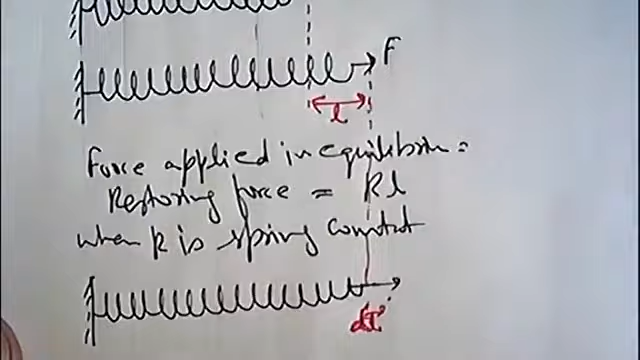 F
l
Force applied in equilibrium =
Restoring force = kl
when k is spring constant
dl